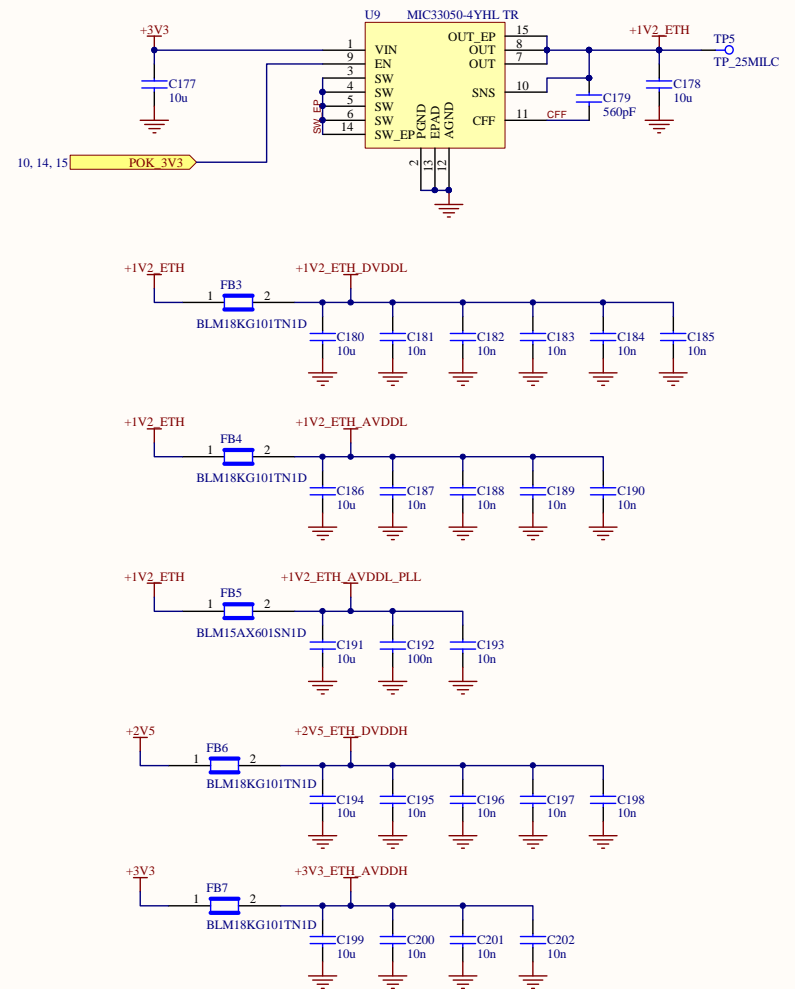 U9 MIC33050-4YHL TR
+3V3
+1V2_ETH
TP5
TP_25MILC
1 VIN
9 EN
3 SW
4 SW
5 SW
6 SW
14 SW_EP
SW_EP
OUT_EP 15
OUT 8
OUT 7
SNS 10
CFF 11
CFF
PGND 2
EPAD 13
AGND 12
C177
10u
C179
560pF
C178
10u
10, 14, 15 POK_3V3
+1V2_ETH
+1V2_ETH_DVDDL
FB3
1 2
BLM18KG101TN1D
C180 C181 C182 C183 C184 C185
10u 10n 10n 10n 10n 10n
+1V2_ETH
+1V2_ETH_AVDDL
FB4
1 2
BLM18KG101TN1D
C186 C187 C188 C189 C190
10u 10n 10n 10n 10n
+1V2_ETH
+1V2_ETH_AVDDL_PLL
FB5
1 2
BLM15AX601SN1D
C191 C192 C193
10u 100n 10n
+2V5
+2V5_ETH_DVDDH
FB6
1 2
BLM18KG101TN1D
C194 C195 C196 C197 C198
10u 10n 10n 10n 10n
+3V3
+3V3_ETH_AVDDH
FB7
1 2
BLM18KG101TN1D
C199 C200 C201 C202
10u 10n 10n 10n